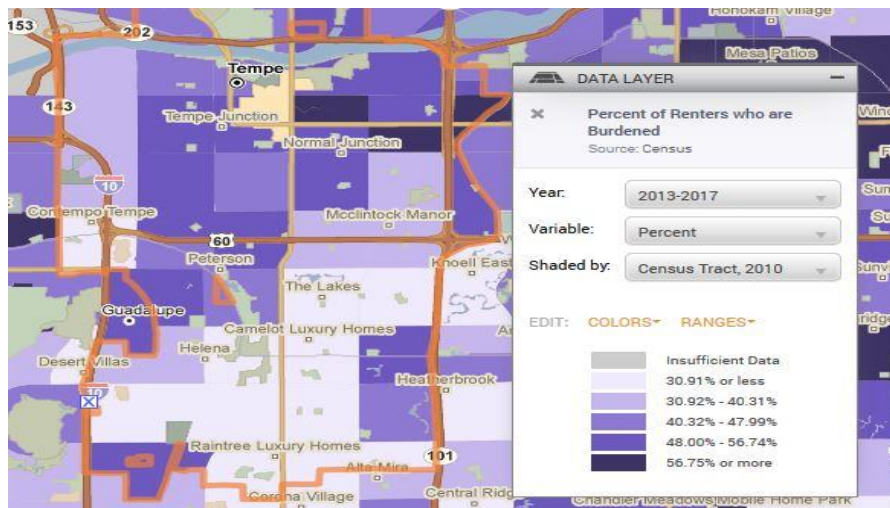 153
202
Honokam Village
Mesa Patios
Tempe
143
Tempe Junction
Normal Junction
10
Contempo Tempe
Mcclintock Manor
60
Peterson
Knoell East
The Lakes
Guadalupe
Camelot Luxury Homes
Helena
Desert Villas
10
Heatherbrook
Raintree Luxury Homes
101
Alta Mira
Corona Village
Central Ridg
Chandler Meadows Mobile Home Park
DATA LAYER
Percent of Renters who are
Burdened
Source: Census
Year:
2013-2017
Variable:
Percent
Shaded by:
Census Tract, 2010
EDIT: COLORS RANGES
Insufficient Data
30.91% or less
30.92% - 40.31%
40.32% - 47.99%
48.00% - 56.74%
56.75% or more